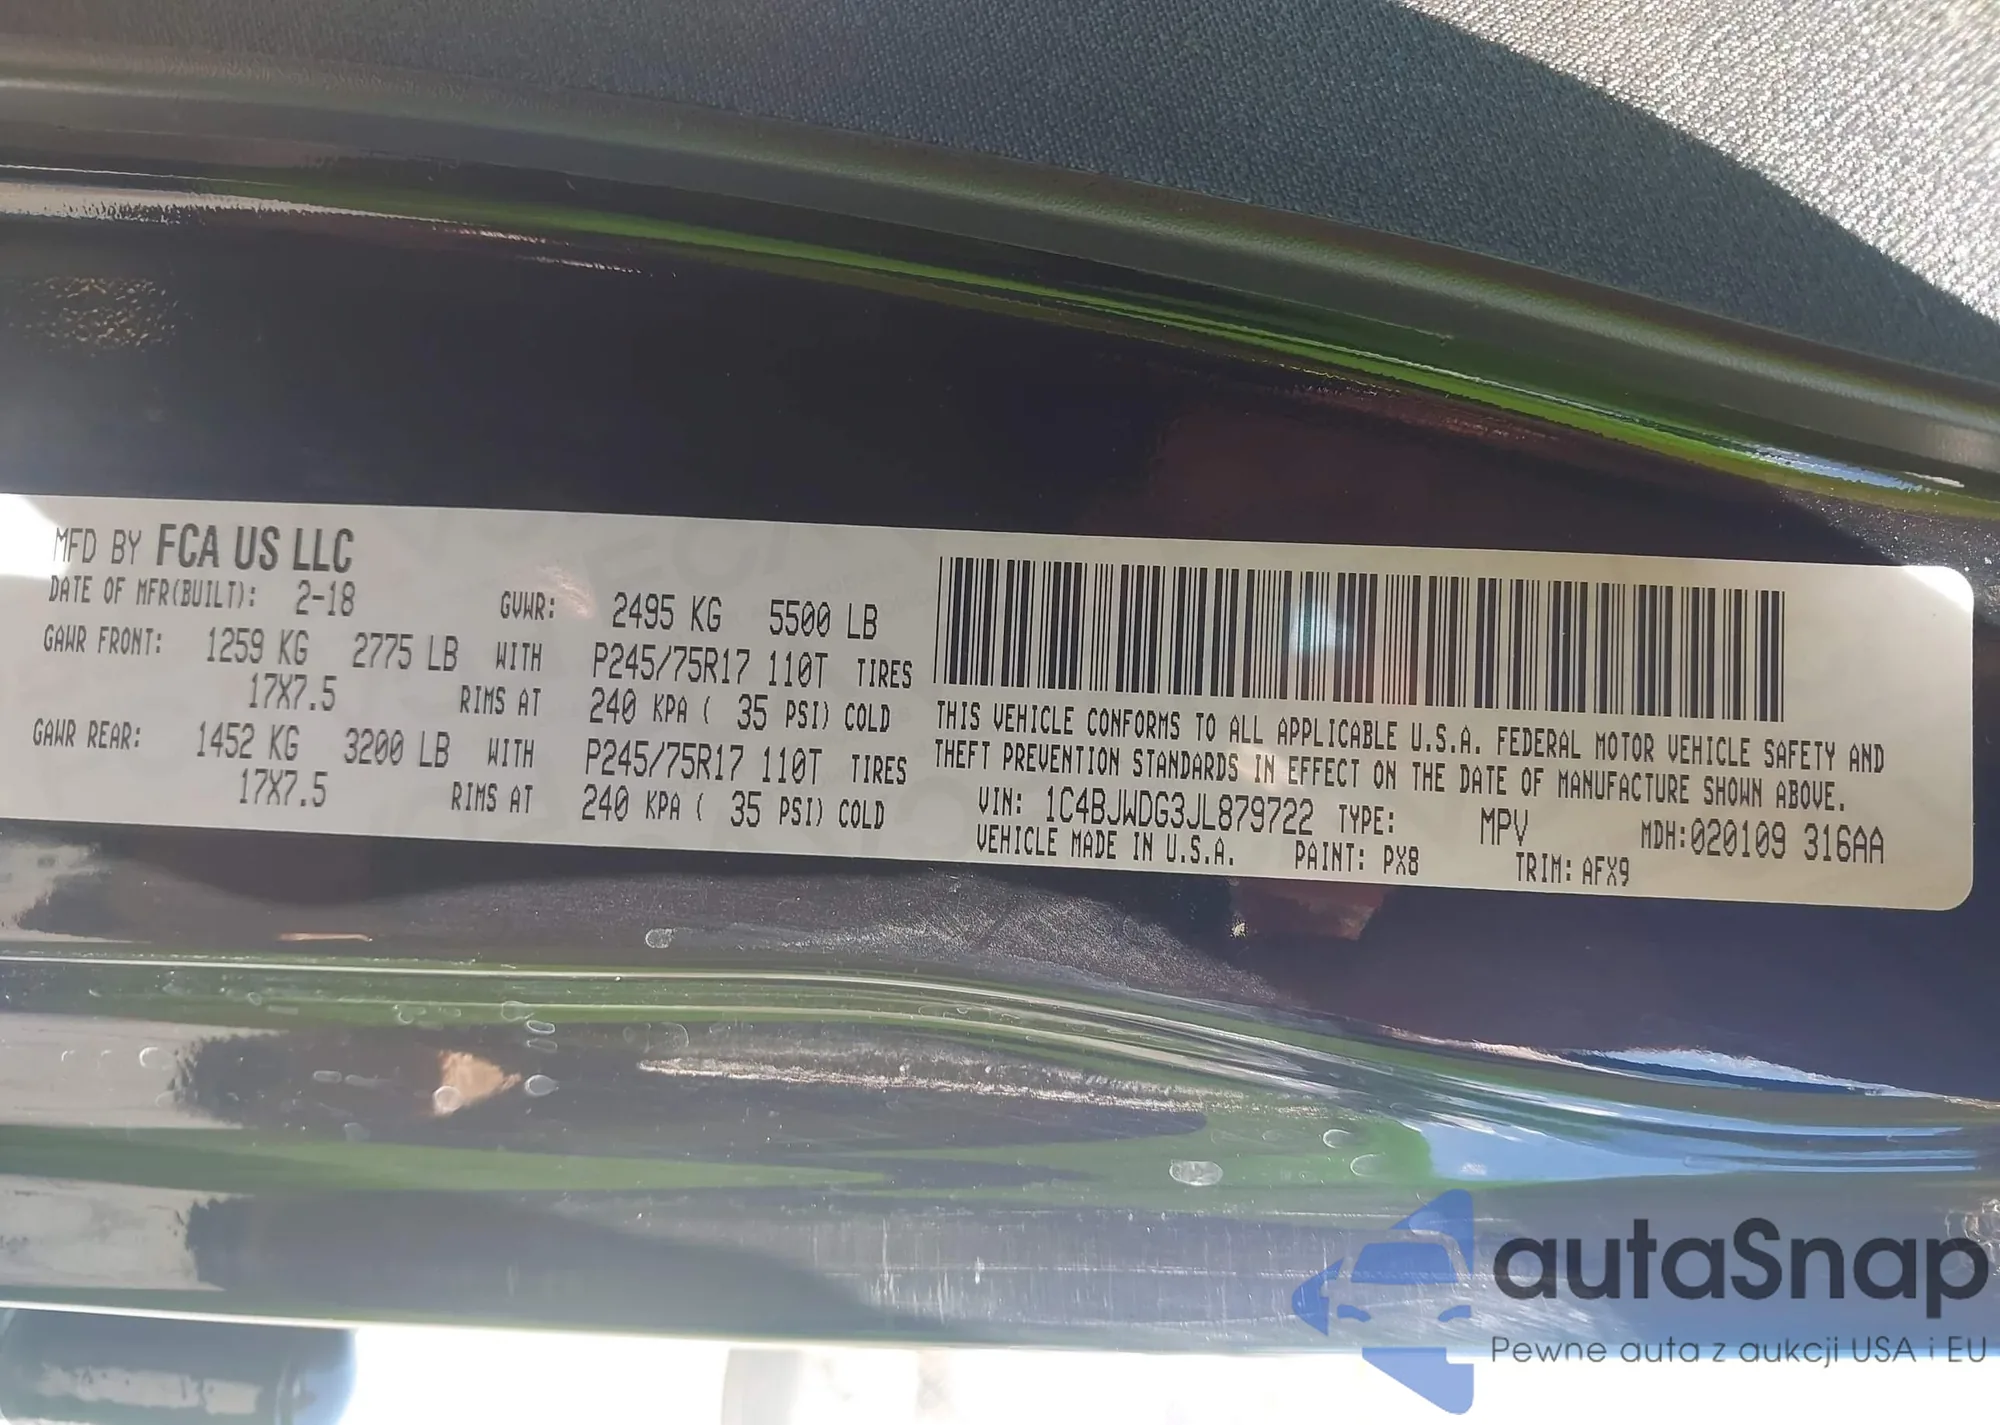 MFD BY FCA US LLC
DATE OF MFR(BUILT): 2-18 GVWR: 2495 KG 5500 LB
GAWR FRONT: 1259 KG 2775 LB WITH P245/75R17 110T TIRES
17X7.5 RIMS AT 240 KPA ( 35 PSI) COLD
GAWR REAR: 1452 KG 3200 LB WITH P245/75R17 110T TIRES
17X7.5 RIMS AT 240 KPA ( 35 PSI) COLD
THIS VEHICLE CONFORMS TO ALL APPLICABLE U.S.A. FEDERAL MOTOR VEHICLE SAFETY AND
THEFT PREVENTION STANDARDS IN EFFECT ON THE DATE OF MANUFACTURE SHOWN ABOVE.
VIN: 1C4BJWDG3JL879722 TYPE: MPV MDH:020109 316AA
VEHICLE MADE IN U.S.A. PAINT: PX8 TRIM: AFX9
autaSnap
Pewne auta z aukcji USA i EU